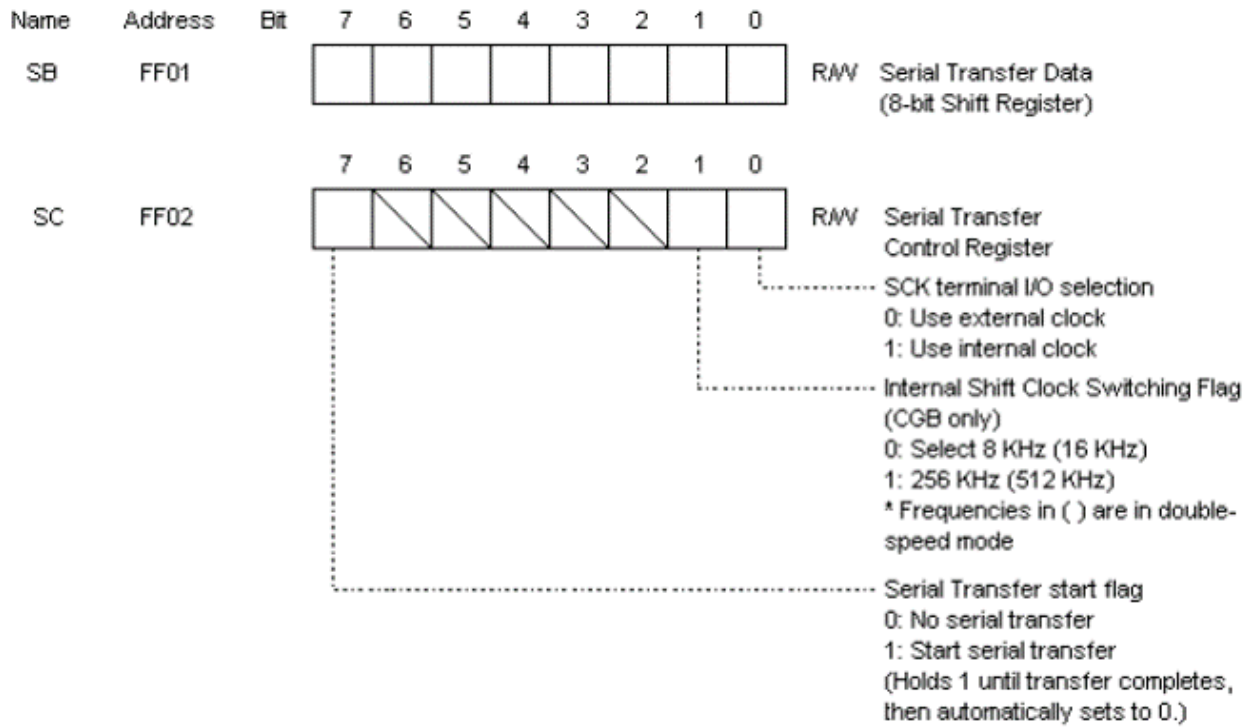 Name Address Bit 7 6 5 4 3 2 1 0
SB FF01 R/W Serial Transfer Data
(8-bit Shift Register)
7 6 5 4 3 2 1 0
SC FF02 R/W Serial Transfer
Control Register
SCK terminal I/O selection
0: Use external clock
1: Use internal clock
Internal Shift Clock Switching Flag
(CGB only)
0: Select 8 KHz (16 KHz)
1: 256 KHz (512 KHz)
* Frequencies in ( ) are in double-
speed mode
Serial Transfer start flag
0: No serial transfer
1: Start serial transfer
(Holds 1 until transfer completes,
then automatically sets to 0.)